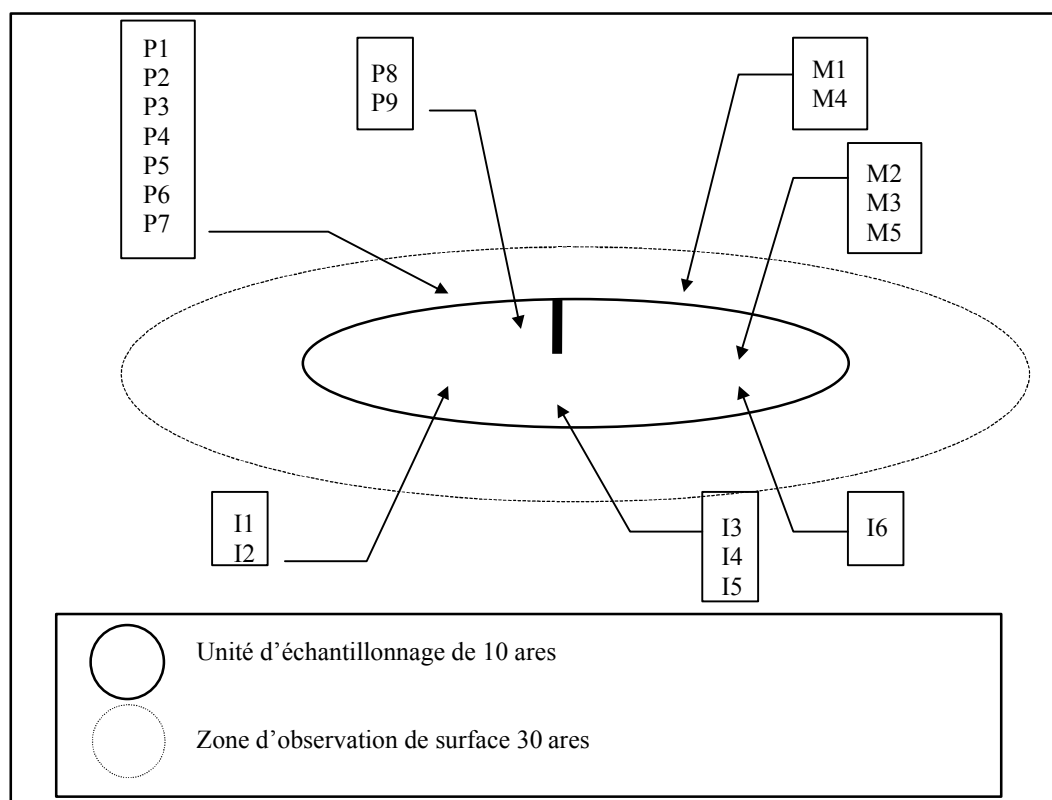 P1
P2
P3
P4
P5
P6
P7
P8
P9
M1
M4
M2
M3
M5
I1
I2
I3
I4
I5
I6
Unité d’échantillonnage de 10 ares
Zone d’observation de surface 30 ares